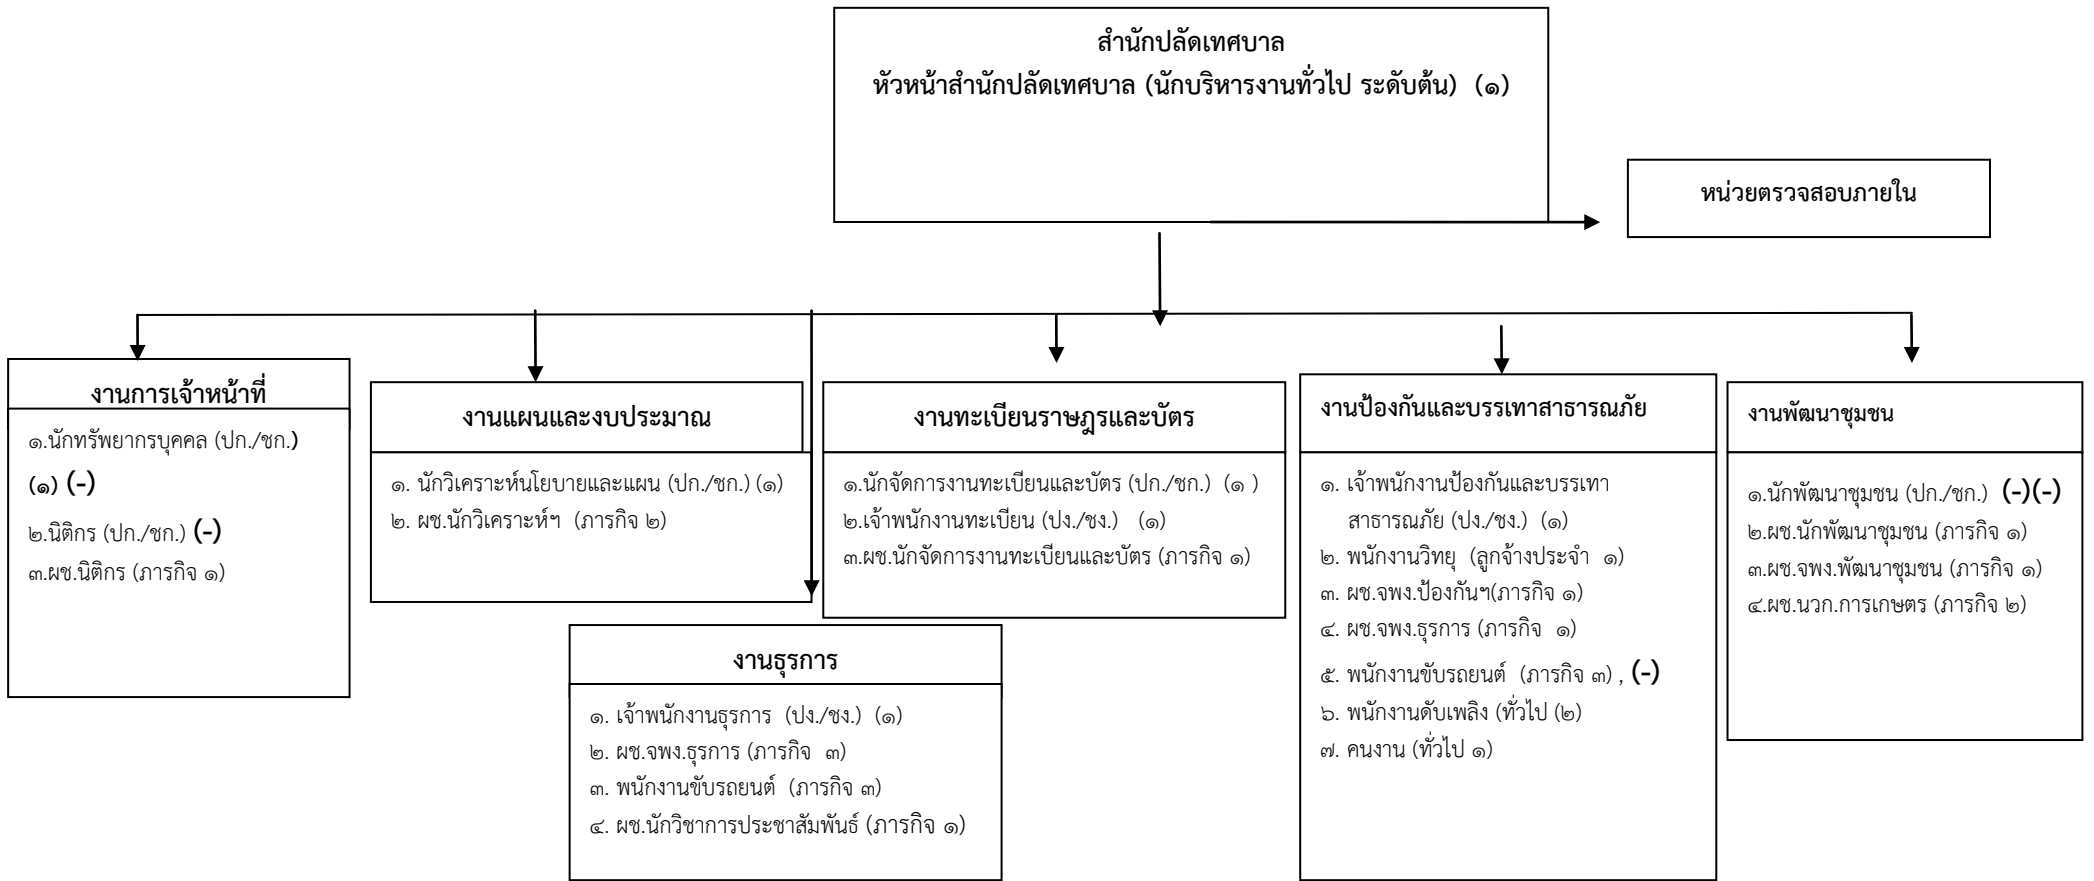 สำนักปลัดเทศบาล
หัวหน้าสำนักปลัดเทศบาล (นักบริหารงานทั่วไป ระดับต้น) (๑)
หน่วยตรวจสอบภายใน
งานการเจ้าหน้าที่
๑.นักทรัพยากรบุคคล (ปก./ชก.)
(๑) (-)
๒.นิติกร (ปก./ชก.) (-)
๓.ผช.นิติกร (ภารกิจ ๑)
งานแผนและงบประมาณ
๑. นักวิเคราะห์นโยบายและแผน (ปก./ชก.) (๑)
๒. ผช.นักวิเคราะห์ฯ (ภารกิจ ๒)
งานธุรการ
๑. เจ้าพนักงานธุรการ (ปง./ชง.) (๑)
๒. ผช.จพง.ธุรการ (ภารกิจ ๓)
๓. พนักงานขับรถยนต์ (ภารกิจ ๓)
๔. ผช.นักวิชาการประชาสัมพันธ์ (ภารกิจ ๑)
งานทะเบียนราษฎรและบัตร
๑.นักจัดการงานทะเบียนและบัตร (ปก./ชก.) (๑ )
๒.เจ้าพนักงานทะเบียน (ปง./ชง.) (๑)
๓.ผช.นักจัดการงานทะเบียนและบัตร (ภารกิจ ๑)
งานป้องกันและบรรเทาสาธารณภัย
๑. เจ้าพนักงานป้องกันและบรรเทา
สาธารณภัย (ปง./ชง.) (๑)
๒. พนักงานวิทยุ (ลูกจ้างประจำ ๑)
๓. ผช.จพง.ป้องกันฯ(ภารกิจ ๑)
๔. ผช.จพง.ธุรการ (ภารกิจ ๑)
๕. พนักงานขับรถยนต์ (ภารกิจ ๓) , (-)
๖. พนักงานดับเพลิง (ทั่วไป (๒)
๗. คนงาน (ทั่วไป ๑)
งานพัฒนาชุมชน
๑.นักพัฒนาชุมชน (ปก./ชก.) (-)(-)
๒.ผช.นักพัฒนาชุมชน (ภารกิจ ๑)
๓.ผช.จพง.พัฒนาชุมชน (ภารกิจ ๑)
๔.ผช.นวก.การเกษตร (ภารกิจ ๒)